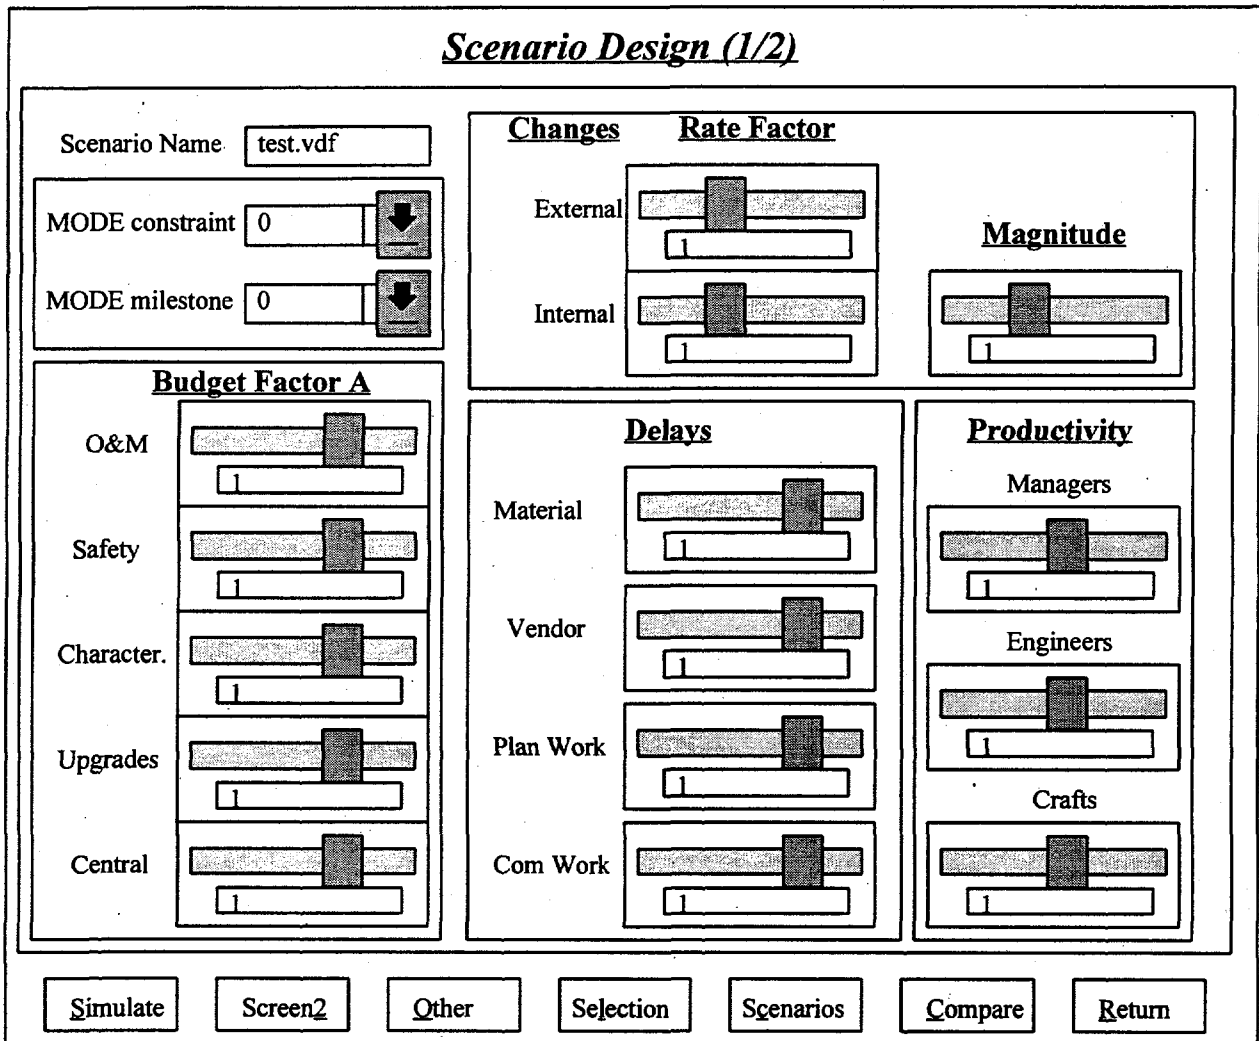 Scenario Design (1/2)
Scenario Name test.vdf
MODE constraint 0
MODE milestone 0
Changes Rate Factor
External
1
Internal
1
Magnitude
1
Budget Factor A
O&M
1
Safety
1
Character.
1
Upgrades
1
Central
1
Delays
Material
1
Vendor
1
Plan Work
1
Com Work
1
Productivity
Managers
1
Engineers
1
Crafts
1
Simulate Screen2 Other Selection Scenarios Compare Return